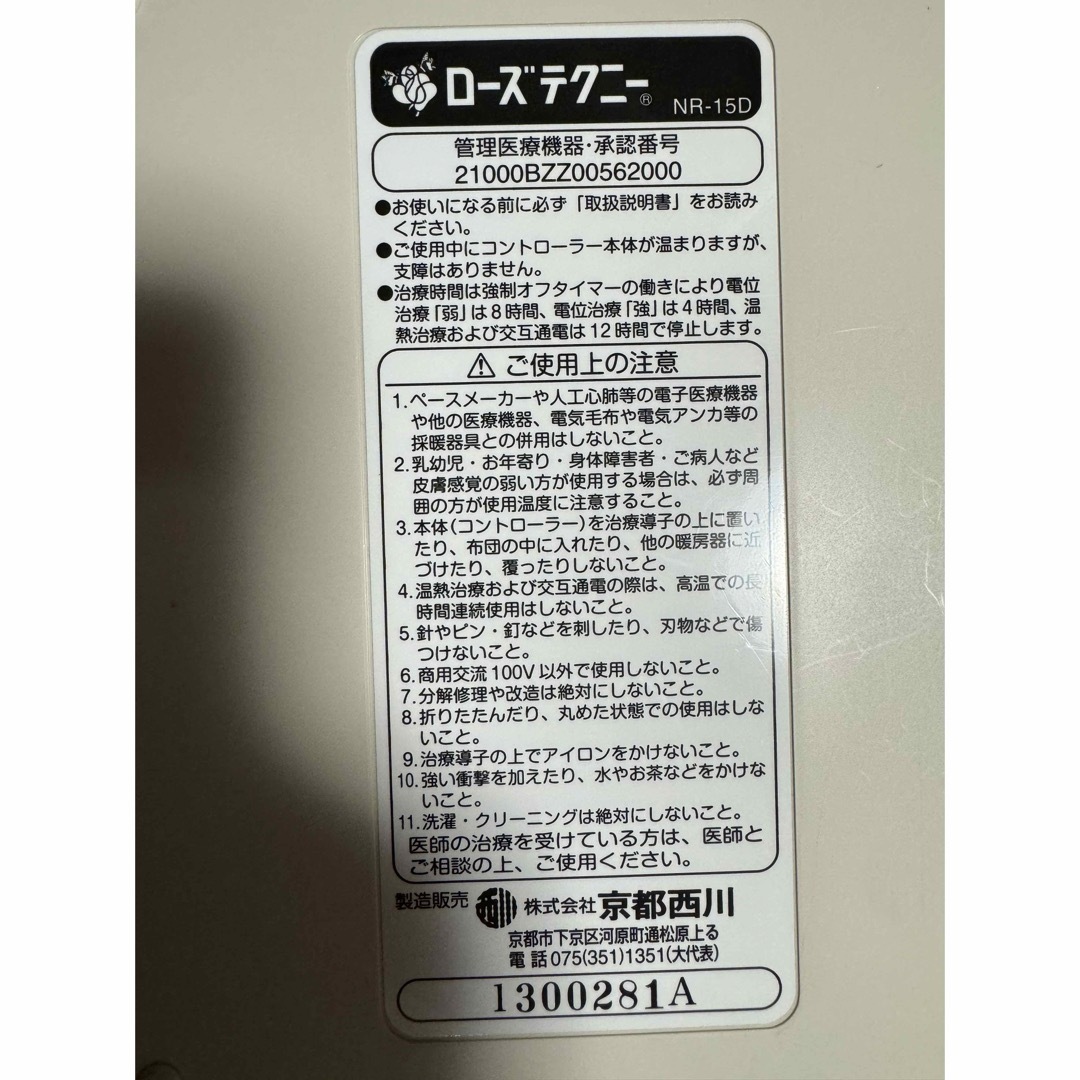 ローズテクニー® NR-15D
管理医療機器・承認番号
21000BZZ00562000
●お使いになる前に必ず「取扱説明書」をお読み
ください。
●ご使用中にコントローラー本体が温まりますが、
支障はありません。
●治療時間は強制オフタイマーの働きにより電位
治療「弱」は8時間、電位治療「強」は4時間、温
熱治療および交互通電は12時間で停止します。
⚠ ご使用上の注意
1.ペースメーカーや人工心肺等の電子医療機器
や他の医療機器、電気毛布や電気アンカ等の
採暖器具との併用はしないこと。
2.乳幼児・お年寄り・身体障害者・ご病人など
皮膚感覚の弱い方が使用する場合は、必ず周
囲の方が使用温度に注意すること。
3.本体(コントローラー)を治療導子の上に置い
たり、布団の中に入れたり、他の暖房器に近
づけたり、覆ったりしないこと。
4.温熱治療および交互通電の際は、高温での長
時間連続使用はしないこと。
5.針やピン・釘などを刺したり、刃物などで傷
つけないこと。
6.商用交流100V以外で使用しないこと。
7.分解修理や改造は絶対にしないこと。
8.折りたたんだり、丸めた状態での使用はしな
いこと。
9.治療導子の上でアイロンをかけないこと。
10.強い衝撃を加えたり、水やお茶などをかけな
いこと。
11.洗濯・クリーニングは絶対にしないこと。
医師の治療を受けている方は、医師と
ご相談の上、ご使用ください。
製造販売 株式会社 京都西川
京都市下京区河原町通松原上る
電話 075(351)1351(大代表)
1300281A